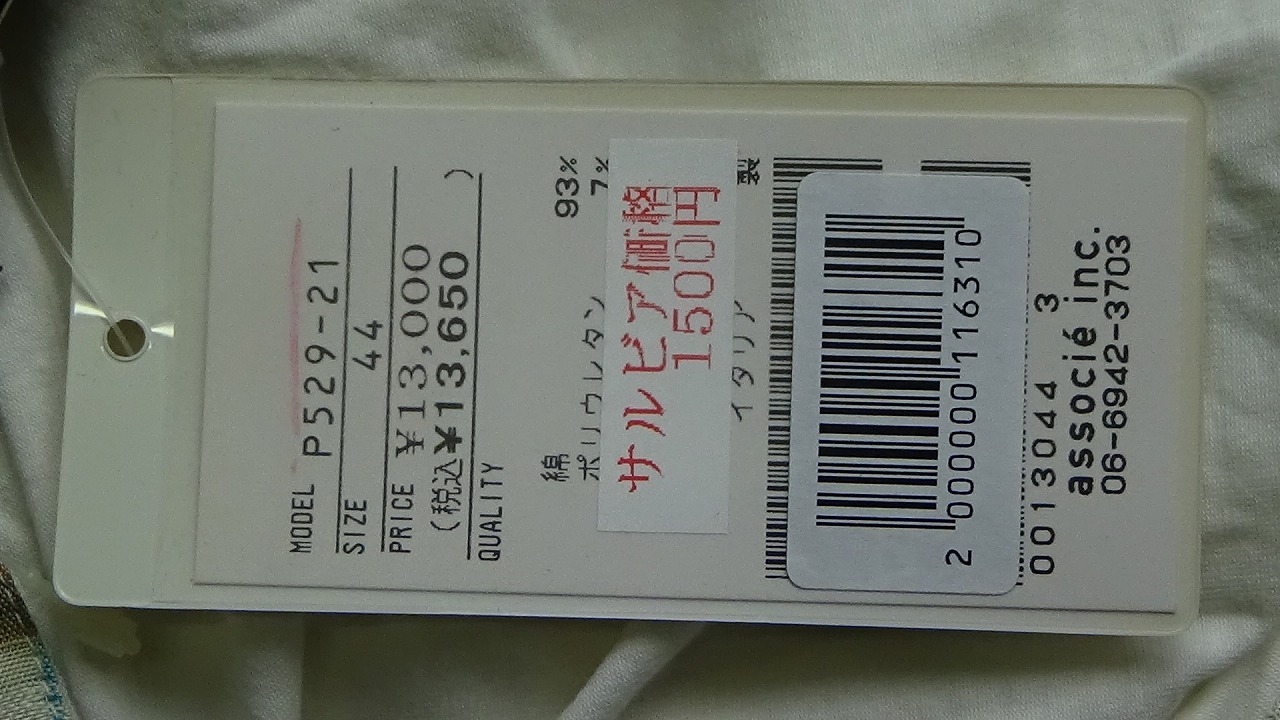 MODEL P529-21
SIZE 44
PRICE ¥13,000
(税込¥13,650 )
QUALITY
綿 93%
ポリウレタン 7%
サルビア価格
1500円
イタリア 製
2 000000 116310
0013044 3
associé inc.
06-6942-3703